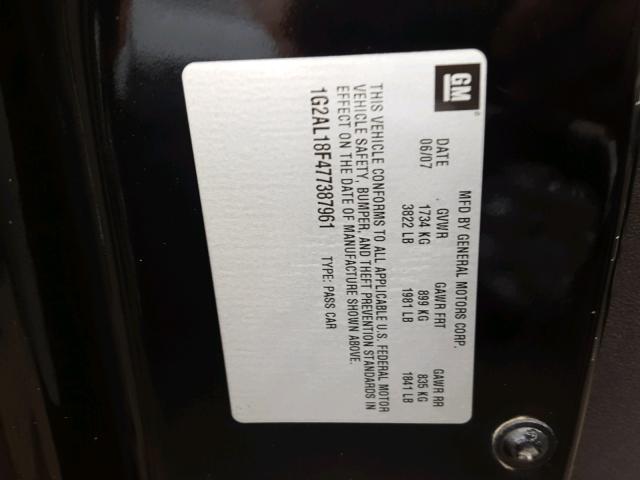 GM
MFD BY GENERAL MOTORS CORP.
DATE GVWR GAWR FRT GAWR RR
06/07 1734 KG 899 KG 835 KG
3822 LB 1981 LB 1841 LB
THIS VEHICLE CONFORMS TO ALL APPLICABLE U.S. FEDERAL MOTOR
VEHICLE SAFETY, BUMPER, AND THEFT PREVENTION STANDARDS IN
EFFECT ON THE DATE OF MANUFACTURE SHOWN ABOVE.
1G2AL18F477387961 TYPE: PASS CAR